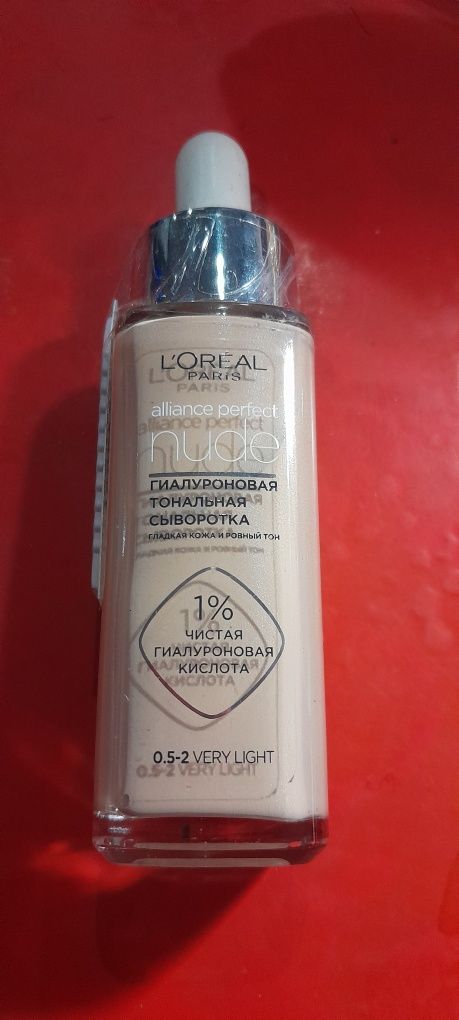 L'ORÉAL
PARIS
alliance perfect
nude
ГИАЛУРОНОВАЯ
ТОНАЛЬНАЯ
СЫВОРОТКА
ГЛАДКАЯ КОЖА И РОВНЫЙ ТОН
1%
ЧИСТАЯ
ГИАЛУРОНОВАЯ
КИСЛОТА
0.5-2 VERY LIGHT